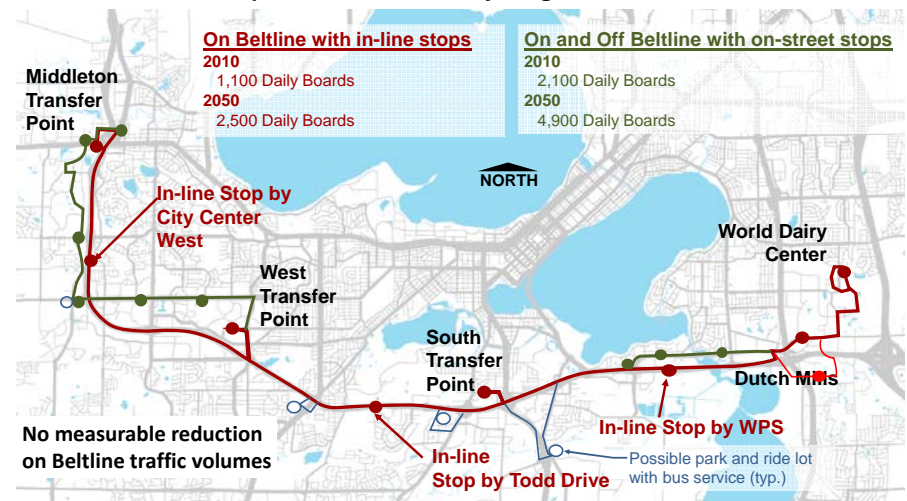 On Beltline with in-line stops
2010
1,100 Daily Boards
2050
2,500 Daily Boards
On and Off Beltline with on-street stops
2010
2,100 Daily Boards
2050
4,900 Daily Boards
Middleton
Transfer
Point
NORTH
In-line Stop by
City Center
West
World Dairy
Center
West
Transfer
Point
South
Transfer
Point
Dutch Mills
In-line Stop by WPS
No measurable reduction
on Beltline traffic volumes
In-line
Stop by Todd Drive
Possible park and ride lot
with bus service (typ.)